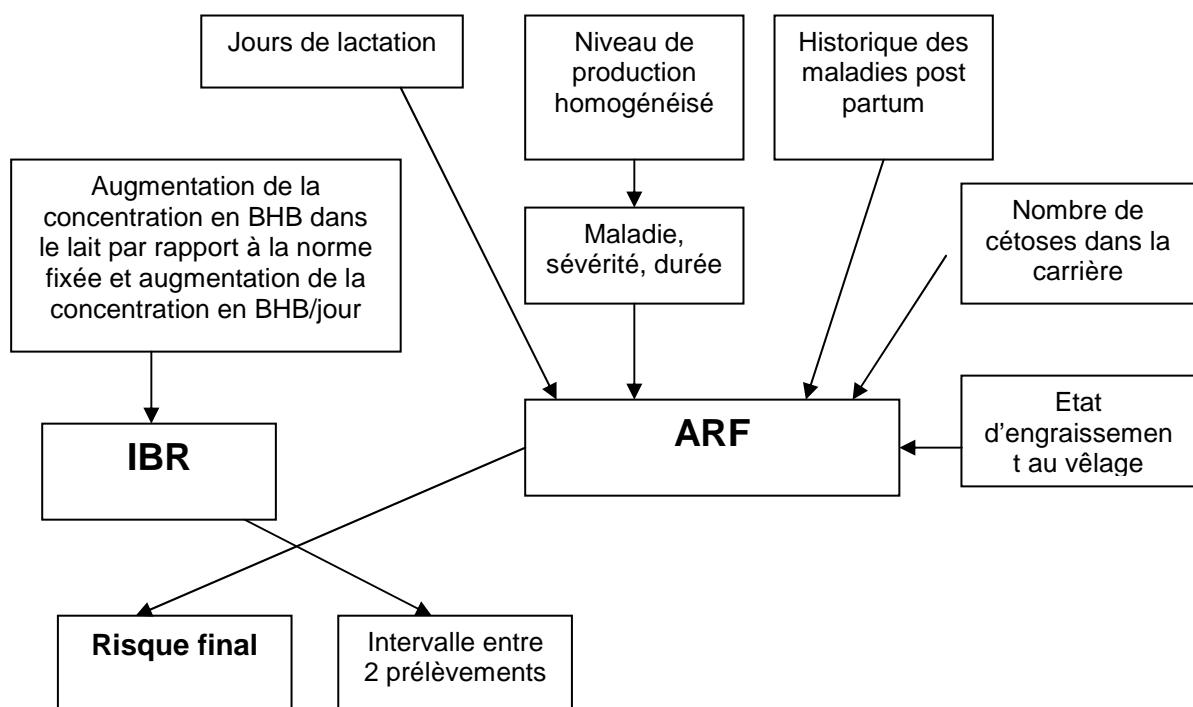 Jours de lactation
Niveau de
production
homogénéisé
Historique des
maladies post
partum
Augmentation de la
concentration en BHB dans
le lait par rapport à la norme
fixée et augmentation de la
concentration en BHB/jour
Maladie,
sévérité, durée
Nombre de
cétoses dans la
carrière
IBR
ARF
Etat
d'engraissemen
t au vêlage
Risque final
Intervalle entre
2 prélèvements